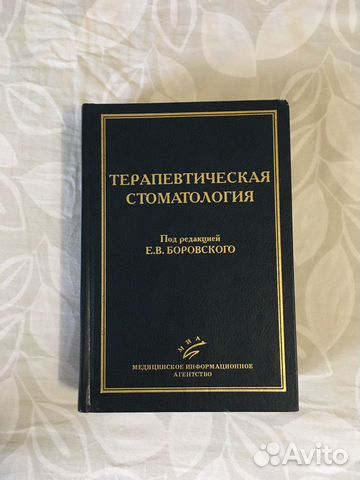 ТЕРАПЕВТИЧЕСКАЯ
СТОМАТОЛОГИЯ
Под редакцией
Е.В. БОРОВСКОГО
МИА
МЕДИЦИНСКОЕ ИНФОРМАЦИОННОЕ
АГЕНТСТВО
Avito